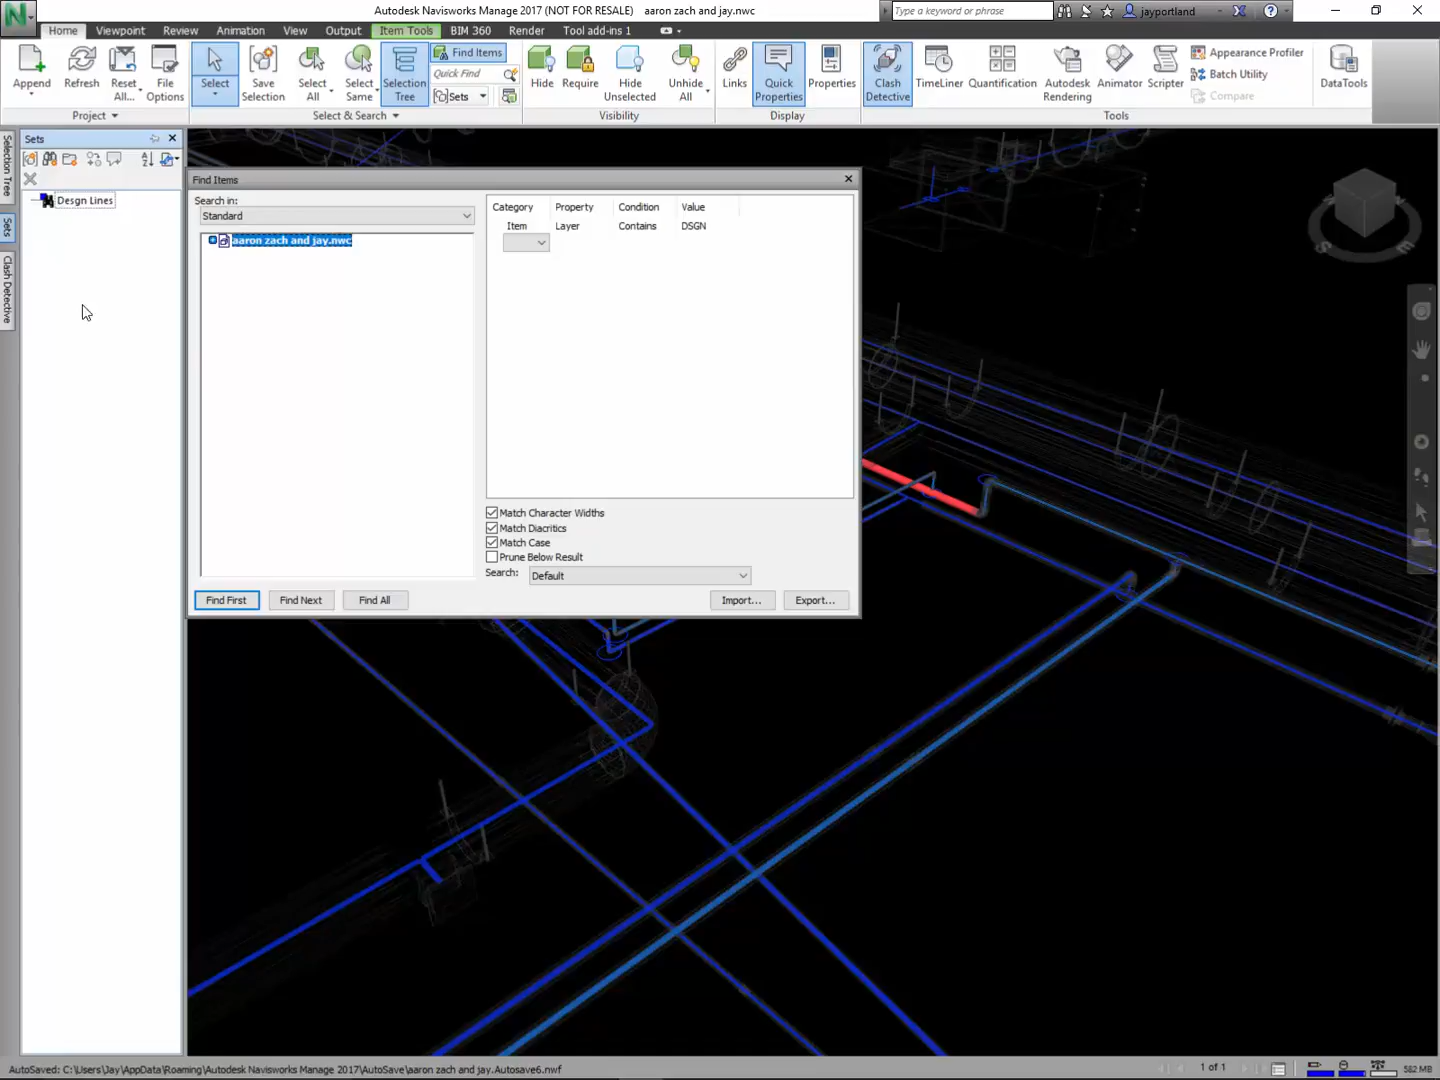 Autodesk Navisworks Manage 2017 (NOT FOR RESALE) aaron zach and jay.nwc
Type a keyword or phrase
jayportland
Home Viewpoint Review Animation View Output Item Tools BIM 360 Render Tool add-ins 1
Append
Refresh
Reset All...
File Options
Project
Select
Save Selection
Select All
Select Same
Selection Tree
Find Items
Quick Find
Sets
Select & Search
Hide
Require
Hide Unselected
Unhide All
Visibility
Links
Quick Properties
Properties
Display
Clash Detective
TimeLiner
Quantification
Autodesk Rendering
Animator
Scripter
Appearance Profiler
Batch Utility
Compare
Tools
DataTools
Selection Tree
Sets
Clash Detective
Sets
Desgn Lines
Find Items
Search in:
Standard
aaron zach and jay.nwc
Category Property Condition Value
Item Layer Contains DSGN
Match Character Widths
Match Diacritics
Match Case
Prune Below Result
Search: Default
Find First Find Next Find All Import... Export...
S E
AutoSaved: C:\Users\Jay\AppData\Roaming\Autodesk Navisworks Manage 2017\AutoSave\aaron zach and jay.Autosave6.nwf
1 of 1
582 MB